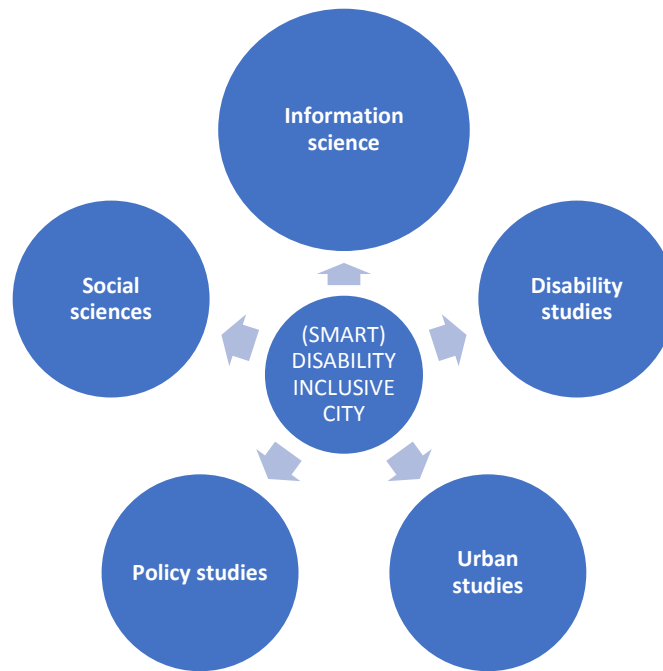 Information
science
Social
sciences
Disability
studies
(SMART)
DISABILITY
INCLUSIVE
CITY
Policy studies
Urban
studies